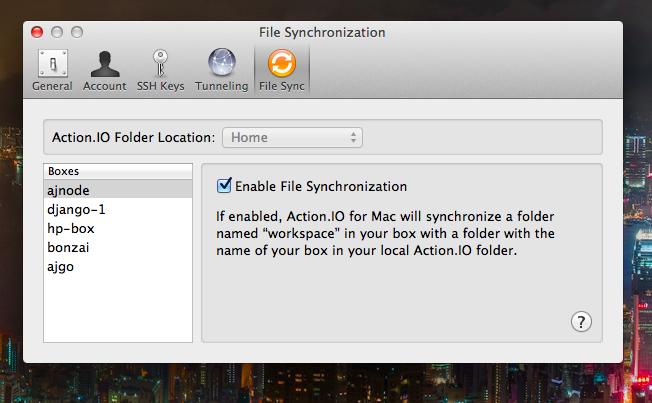 File Synchronization
General Account SSH Keys Tunneling File Sync
Action.IO Folder Location: Home
Boxes
ajnode
django-1
hp-box
bonzai
ajgo
Enable File Synchronization
If enabled, Action.IO for Mac will synchronize a folder
named “workspace” in your box with a folder with the
name of your box in your local Action.IO folder.
?